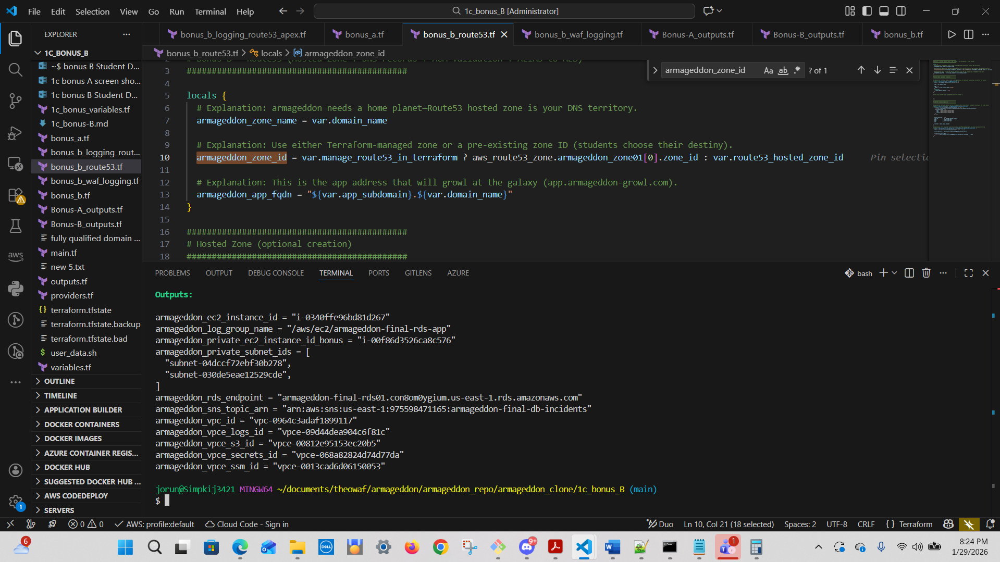 File Edit Selection View Go Run Terminal Help
1c_bonus_B [Administrator]
EXPLORER
bonus_b_logging_route53_apex.tf
bonus_a.tf
bonus_b_route53.tf
bonus_b_waf_logging.tf
Bonus-A_outputs.tf
Bonus-B_outputs.tf
bonus_b.tf
bonus_b_route53.tf > locals > armageddon_zone_id
1C_BONUS_B
~$ bonus B Student D...
1c bonus A screen sho...
1c bonus B Student D...
1c_bonus_variables.tf
1c_bonus-B.md
bonus_a.tf
bonus_b_logging_rout...
bonus_b_route53.tf
bonus_b_waf_logging.tf
bonus_b.tf
Bonus-A_outputs.tf
Bonus-B_outputs.tf
fully qualified domain ...
main.tf
new 5.txt
outputs.tf
providers.tf
terraform.tfstate
terraform.tfstate.backup
terraform.tfstate.bad
user_data.sh
variables.tf
OUTLINE
TIMELINE
APPLICATION BUILDER
DOCKER CONTAINERS
DOCKER IMAGES
AZURE CONTAINER REGIS...
DOCKER HUB
SUGGESTED DOCKER HUB ...
AWS CODEDEPLOY
SERVERS
aws
1
armageddon_zone_id Aa ab .* ? of 1
3 ############################################
4
5 locals {
6 # Explanation: armageddon needs a home planet—Route53 hosted zone is your DNS territory.
7 armageddon_zone_name = var.domain_name
8
9 # Explanation: Use either Terraform-managed zone or a pre-existing zone ID (students choose their destiny).
10 armageddon_zone_id = var.manage_route53_in_terraform ? aws_route53_zone.armageddon_zone01[0].zone_id : var.route53_hosted_zone_id Pin selectic
11
12 # Explanation: This is the app address that will growl at the galaxy (app.armageddon-growl.com).
13 armageddon_app_fqdn = "${var.app_subdomain}.${var.domain_name}"
14 }
15
16 ############################################
17 # Hosted Zone (optional creation)
18 ############################################
PROBLEMS OUTPUT DEBUG CONSOLE TERMINAL PORTS GITLENS AZURE
bash
Outputs:
armageddon_ec2_instance_id = "i-0340ffe96bd81d267"
armageddon_log_group_name = "/aws/ec2/armageddon-final-rds-app"
armageddon_private_ec2_instance_id_bonus = "i-00f86d3526ca8c576"
armageddon_private_subnet_ids = [
"subnet-04dccf72ebf30b278",
"subnet-030de5eae12529cde",
]
armageddon_rds_endpoint = "armageddon-final-rds01.con8om0ygium.us-east-1.rds.amazonaws.com"
armageddon_sns_topic_arn = "arn:aws:sns:us-east-1:975598471165:armageddon-final-db-incidents"
armageddon_vpc_id = "vpc-0964c3adaf1899117"
armageddon_vpce_logs_id = "vpce-09d44dea904c6f81c"
armageddon_vpce_s3_id = "vpce-00812e95153ec20b5"
armageddon_vpce_secrets_id = "vpce-068a82824d74d77da"
armageddon_vpce_ssm_id = "vpce-0013cad6d06150053"
jorun@Simpkij3421 MINGW64 ~/documents/theowaf/armageddon/armageddon_repo/armageddon_clone/1c_bonus_B (main)
$
0 0 AWS: profile:default Cloud Code - Sign in
Duo Ln 10, Col 21 (18 selected) Spaces: 2 UTF-8 CRLF { } Terraform
6
DELL
9+
1
8:24 PM
1/29/2026